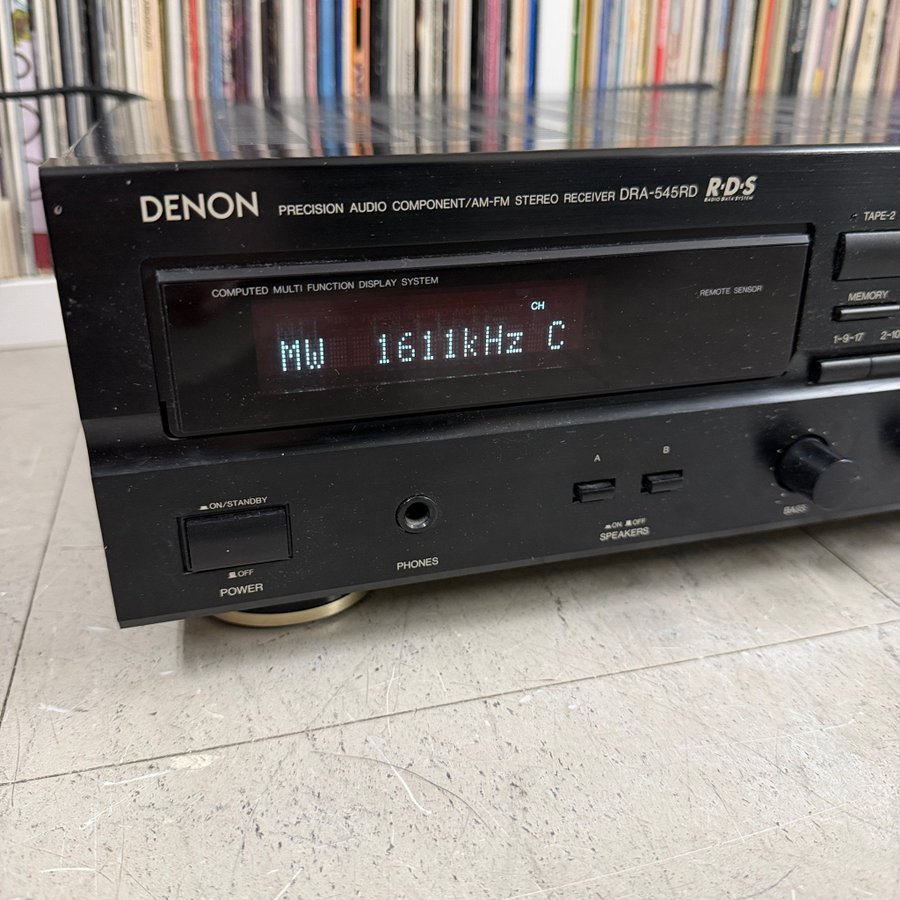 DENON PRECISION AUDIO COMPONENT/AM-FM STEREO RECEIVER DRA-545RD R·D·S
RADIO DATA SYSTEM
TAPE-2
COMPUTED MULTI FUNCTION DISPLAY SYSTEM
REMOTE SENSOR
MEMORY
CH
MW 1611kHz C
1-9-17 2-10
ON/STANDBY
OFF
POWER
PHONES
A B
ON OFF
SPEAKERS
BASS